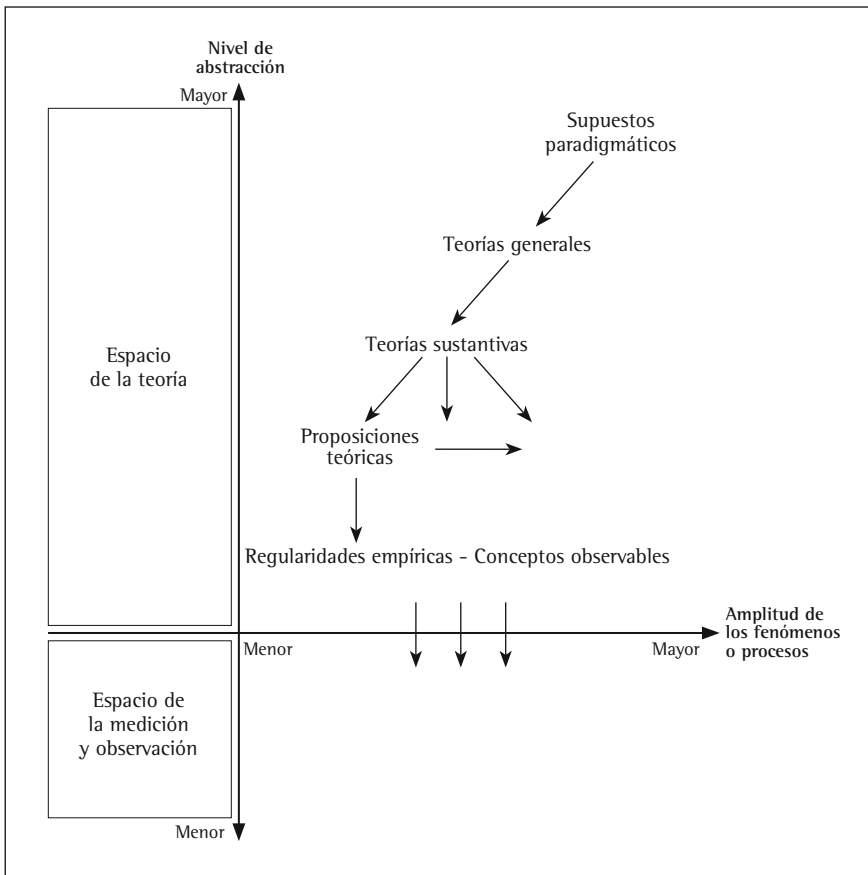 Nivel de
abstracción
Mayor
Supuestos
paradigmáticos
Teorías generales
Teorías sustantivas
Espacio
de la teoría
Proposiciones
teóricas
Regularidades empíricas - Conceptos observables
Amplitud de
los fenómenos
o procesos
Menor
Mayor
Espacio de
la medición
y observación
Menor